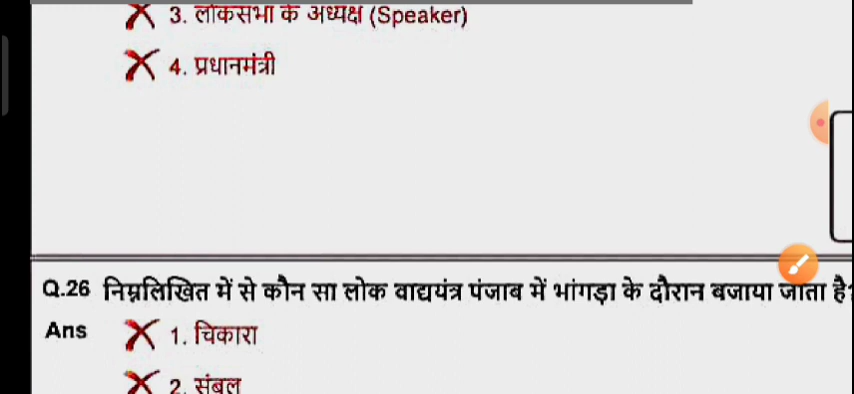 3. लोकसभा के अध्यक्ष (Speaker)
4. प्रधानमंत्री
Q.26 निम्नलिखित में से कौन सा लोक वाद्ययंत्र पंजाब में भांगड़ा के दौरान बजाया जाता है
Ans 1. चिकारा
2. संबल